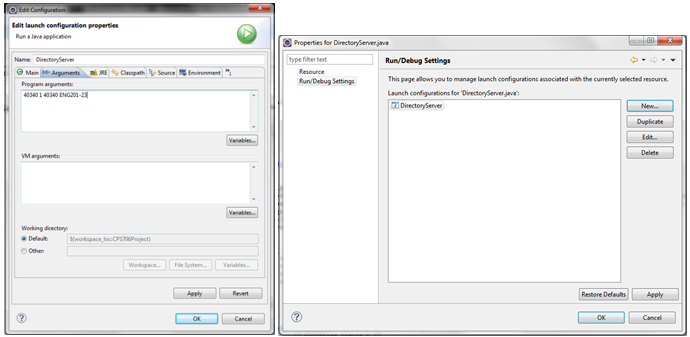 Edit Configuration
Edit launch configuration properties
Run a Java application
Name: DirectoryServer
Main Arguments JRE Classpath Source Environment »1
Program arguments:
40340 1 40340 ENG201-23
Variables...
VM arguments:
Variables...
Working directory:
Default: ${workspace_loc:CPS706Project}
Other:
Workspace... File System... Variables...
Apply Revert
OK Cancel
Properties for DirectoryServer.java
type filter text
Resource
Run/Debug Settings
Run/Debug Settings
This page allows you to manage launch configurations associated with the currently selected resource.
Launch configurations for 'DirectoryServer.java':
DirectoryServer
New...
Duplicate
Edit...
Delete
Restore Defaults Apply
OK Cancel